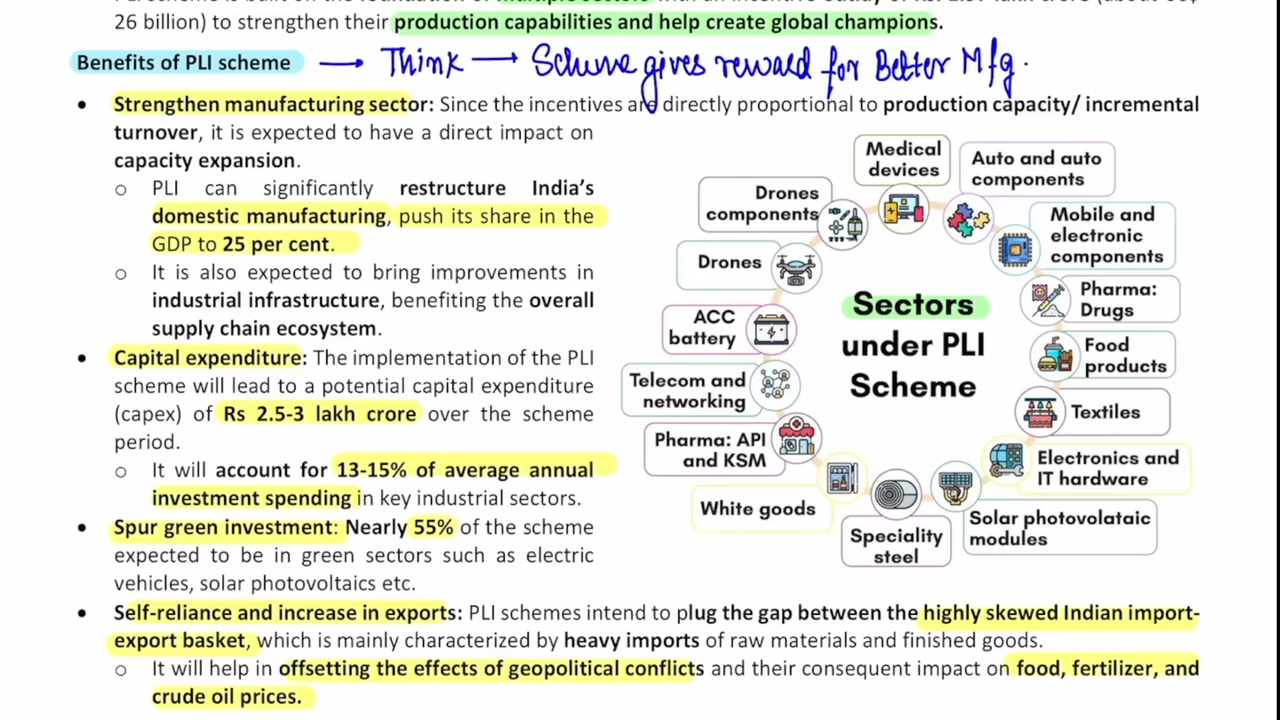 26 billion) to strengthen their production capabilities and help create global champions.
Benefits of PLI scheme → Think → Scheme gives reward for Better Mfg.
• Strengthen manufacturing sector: Since the incentives are directly proportional to production capacity/ incremental
turnover, it is expected to have a direct impact on
capacity expansion.
o PLI can significantly restructure India's
domestic manufacturing, push its share in the
GDP to 25 per cent.
o It is also expected to bring improvements in
industrial infrastructure, benefiting the overall
supply chain ecosystem.
• Capital expenditure: The implementation of the PLI
scheme will lead to a potential capital expenditure
(capex) of Rs 2.5-3 lakh crore over the scheme
period.
o It will account for 13-15% of average annual
investment spending in key industrial sectors.
• Spur green investment: Nearly 55% of the scheme
expected to be in green sectors such as electric
vehicles, solar photovoltaics etc.
Sectors
under PLI
Scheme
Medical
devices
Auto and auto
components
Mobile and
electronic
components
Pharma:
Drugs
Food
products
Textiles
Electronics and
IT hardware
Solar photovolataic
modules
Speciality
steel
White goods
Pharma: API
and KSM
Telecom and
networking
ACC
battery
Drones
Drones
components
• Self-reliance and increase in exports: PLI schemes intend to plug the gap between the highly skewed Indian import-
export basket, which is mainly characterized by heavy imports of raw materials and finished goods.
o It will help in offsetting the effects of geopolitical conflicts and their consequent impact on food, fertilizer, and
crude oil prices.